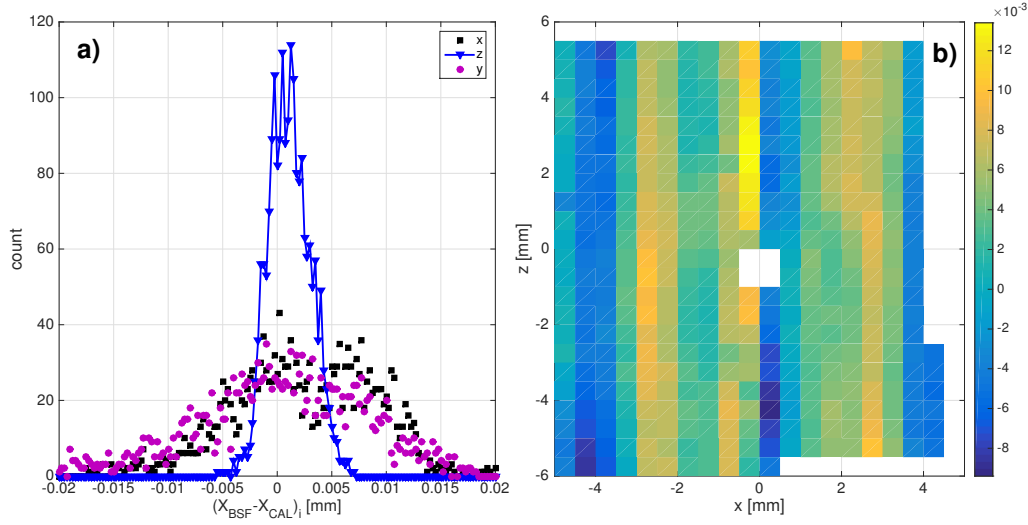 a)
x
z
y
120
100
80
60
40
20
0
count
-0.02 -0.015 -0.01 -0.005 0 0.005 0.01 0.015 0.02
(X_BSF-X_CAL)_i [mm]
b)
6
4
2
0
-2
-4
-6
z [mm]
-4 -2 0 2 4
x [mm]
×10^-3
12
10
8
6
4
2
0
-2
-4
-6
-8